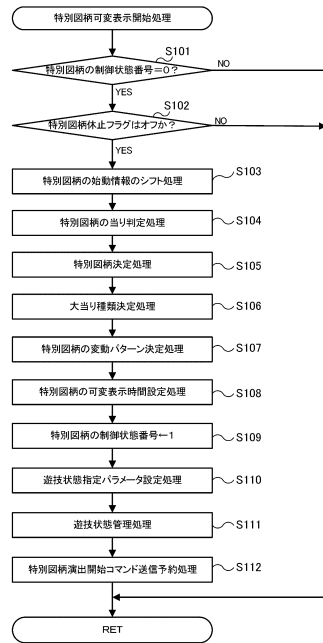 特別図柄可変表示開始処理
S101
特別図柄の制御状態番号＝0？
NO
YES
S102
特別図柄休止フラグはオフか？
NO
YES
特別図柄の始動情報のシフト処理
S103
特別図柄の当り判定処理
S104
特別図柄決定処理
S105
大当り種類決定処理
S106
特別図柄の変動パターン決定処理
S107
特別図柄の可変表示時間設定処理
S108
特別図柄の制御状態番号←1
S109
遊技状態指定パラメータ設定処理
S110
遊技状態管理処理
S111
特別図柄演出開始コマンド送信予約処理
S112
RET